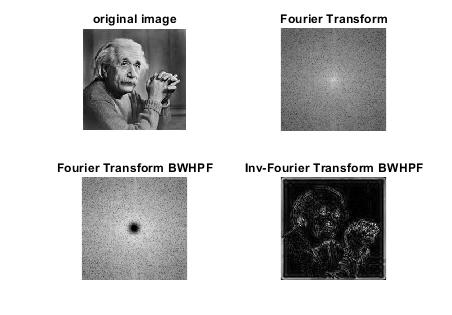 original image
Fourier Transform
Fourier Transform BWHPF
Inv-Fourier Transform BWHPF